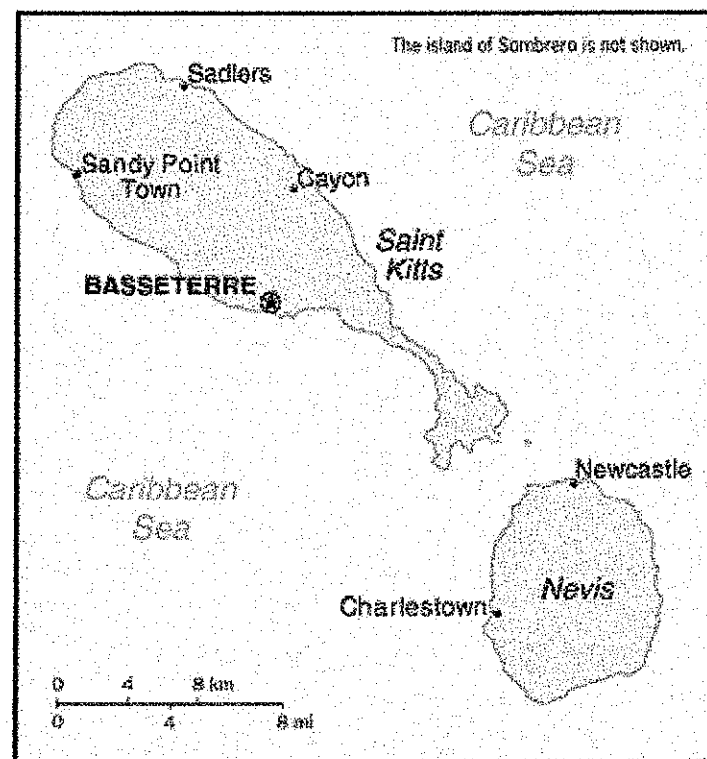 The island of Sombrero is not shown.
Sadlers
Caribbean
Sea
Sandy Point
Town
Cayon
Saint
Kitts
BASSETERRE
Caribbean
Sea
Newcastle
Nevis
Charlestown
0 4 8 km
0 4 8 mi